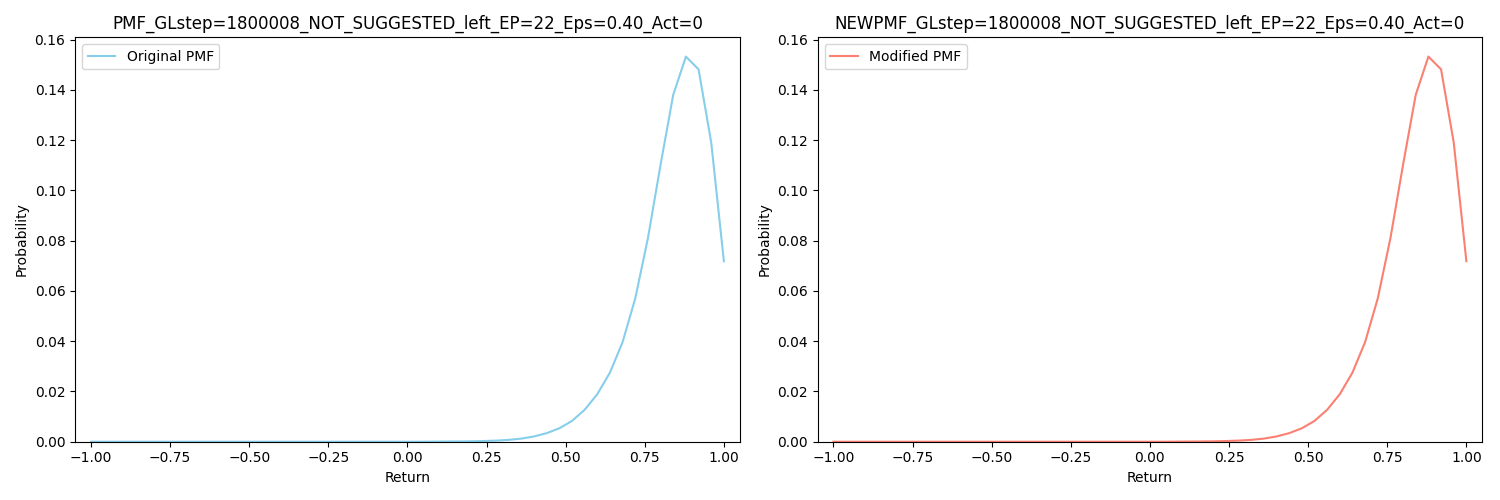 PMF_GLstep=1800008_NOT_SUGGESTED_left_EP=22_Eps=0.40_Act=0
Original PMF
0.16
0.14
0.12
0.10
0.08
0.06
0.04
0.02
0.00
Probability
−1.00 −0.75 −0.50 −0.25 0.00 0.25 0.50 0.75 1.00
Return
NEWPMF_GLstep=1800008_NOT_SUGGESTED_left_EP=22_Eps=0.40_Act=0
Modified PMF
0.16
0.14
0.12
0.10
0.08
0.06
0.04
0.02
0.00
Probability
−1.00 −0.75 −0.50 −0.25 0.00 0.25 0.50 0.75 1.00
Return